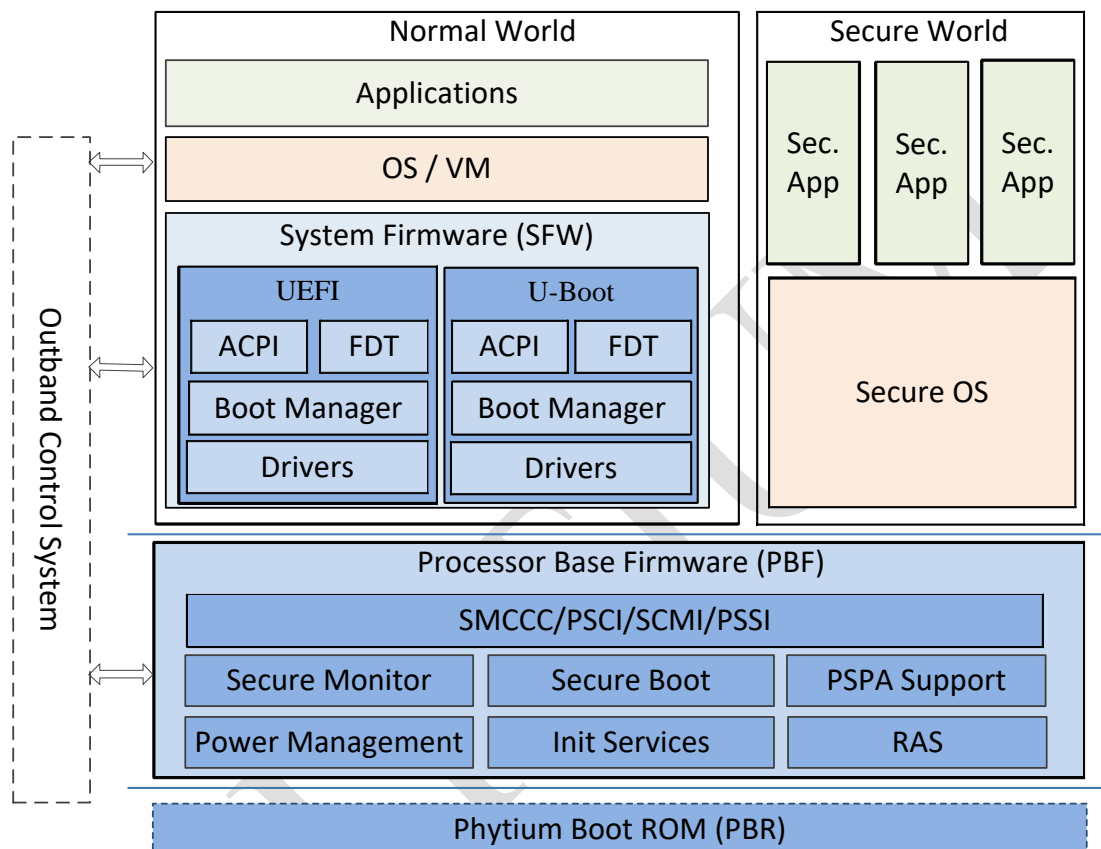 Normal World
Applications
OS / VM
System Firmware (SFW)
UEFI
ACPI
FDT
Boot Manager
Drivers
U-Boot
ACPI
FDT
Boot Manager
Drivers
Secure World
Sec.
App
Sec.
App
Sec.
App
Secure OS
Outband Control System
Processor Base Firmware (PBF)
SMCCC/PSCI/SCMI/PSSI
Secure Monitor
Secure Boot
PSPA Support
Power Management
Init Services
RAS
Phytium Boot ROM (PBR)